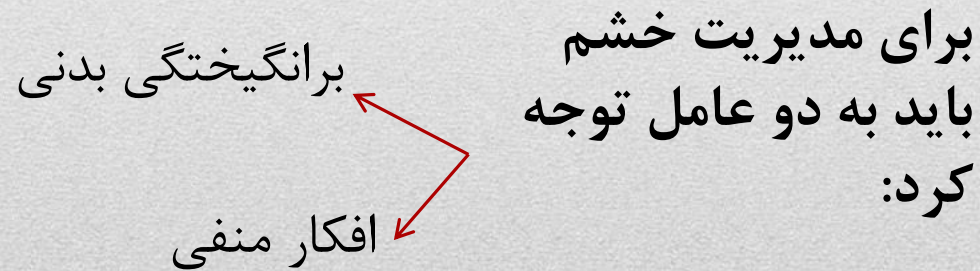 برای مدیریت خشم
باید به دو عامل توجه
کرد:
برانگیختگی بدنی
افکار منفی